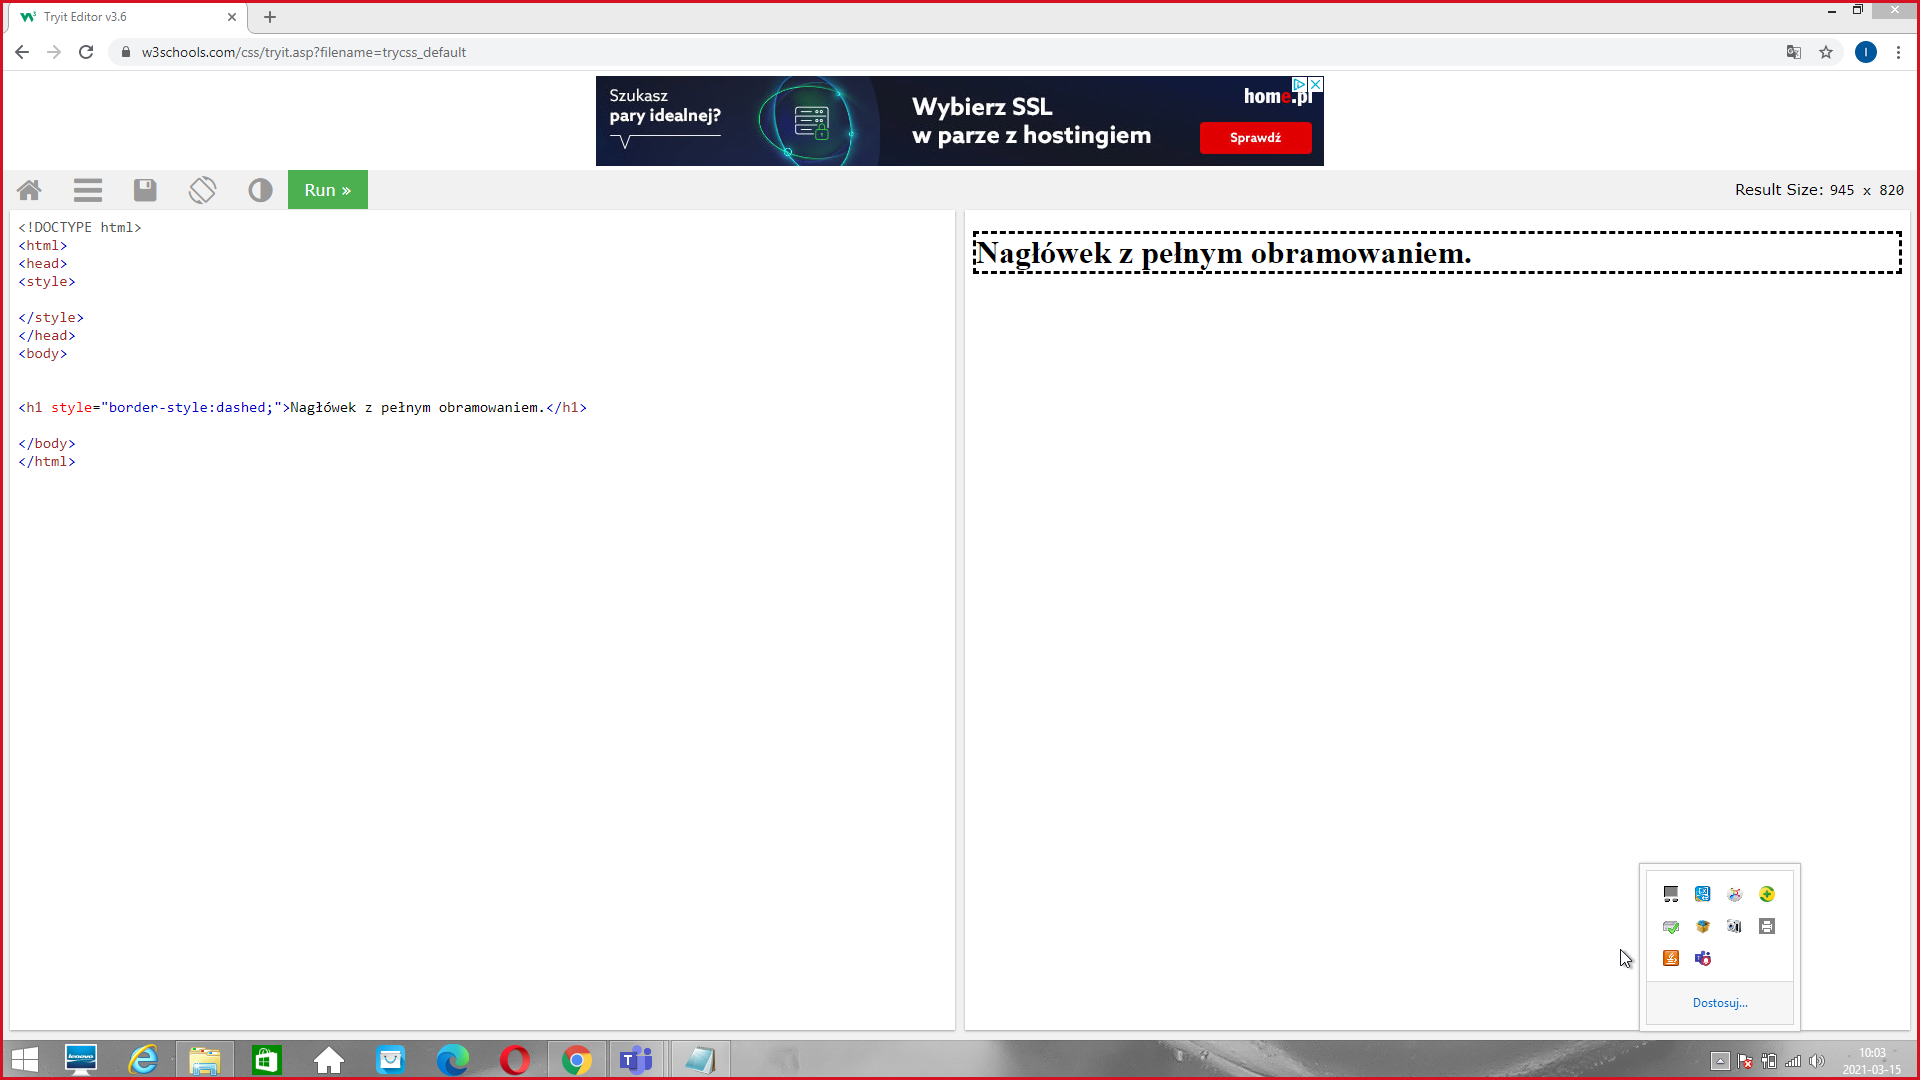 Tryit Editor v3.6
w3schools.com/css/tryit.asp?filename=trycss_default
I
Szukasz
pary idealnej?
Wybierz SSL
w parze z hostingiem
home.pl
Sprawdź
Run »
Result Size: 945 x 820
<!DOCTYPE html>
<html>
<head>
<style>
</style>
</head>
<body>
<h1 style="border-style:dashed;">Nagłówek z pełnym obramowaniem.</h1>
</body>
</html>
Nagłówek z pełnym obramowaniem.
Dostosuj...
lenovo
10:03
2021-03-15